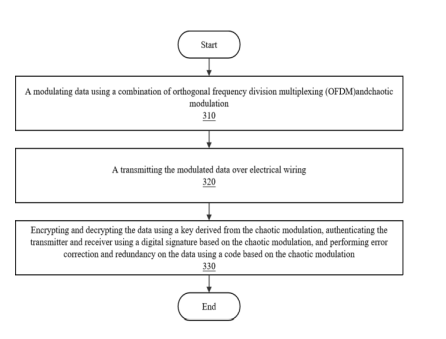 Start
A modulating data using a combination of orthogonal frequency division multiplexing (OFDM)andchaotic
modulation
310
A transmitting the modulated data over electrical wiring
320
Encrypting and decrypting the data using a key derived from the chaotic modulation, authenticating the
transmitter and receiver using a digital signature based on the chaotic modulation, and performing error
correction and redundancy on the data using a code based on the chaotic modulation
330
End